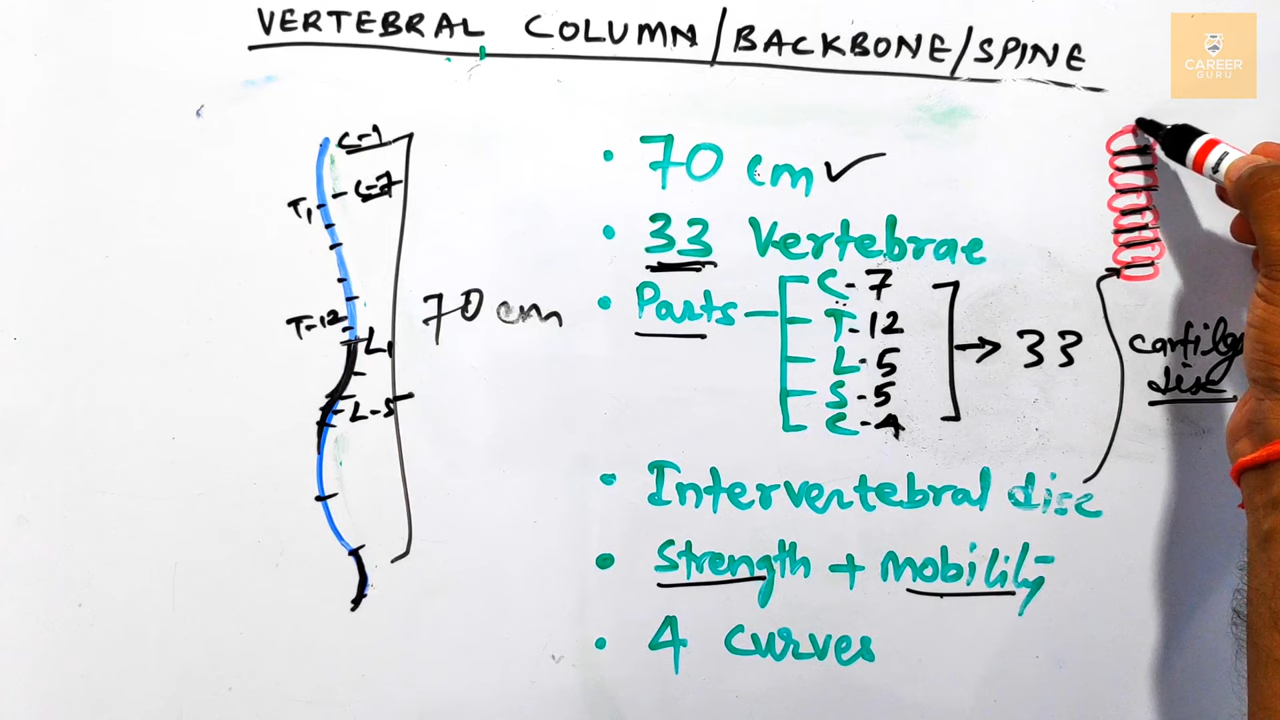 VERTEBRAL COLUMN/BACKBONE/SPINE
CAREER
GURU
C-1
C-7
T1
T-12
L1
L-5
70 cm
• 70 cm ✓
• 33 Vertebrae
• Parts
C-7
T-12
L-5
S-5
C-4
→ 33
• Intervertebral disc
• Strength + Mobility
• 4 curves
disc